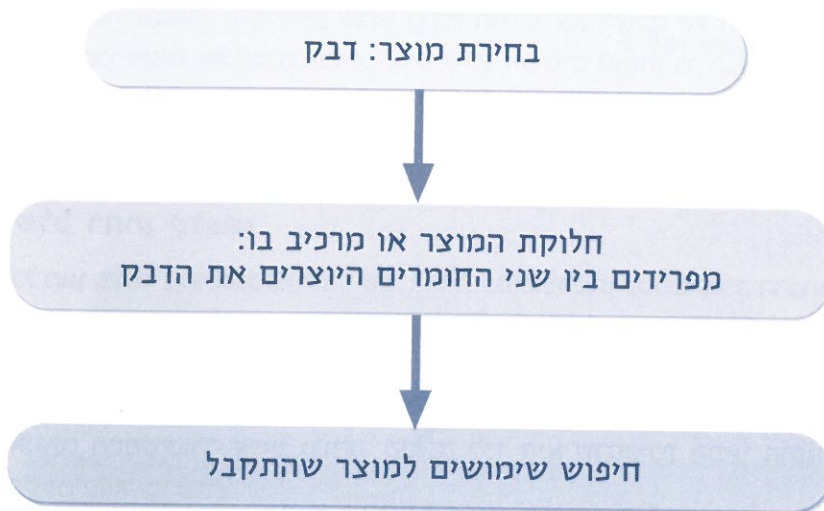 בחירת מוצר: דבק
חלוקת המוצר או מרכיב בו:
מפרידים בין שני החומרים היוצרים את הדבק
חיפוש שימושים למוצר שהתקבל